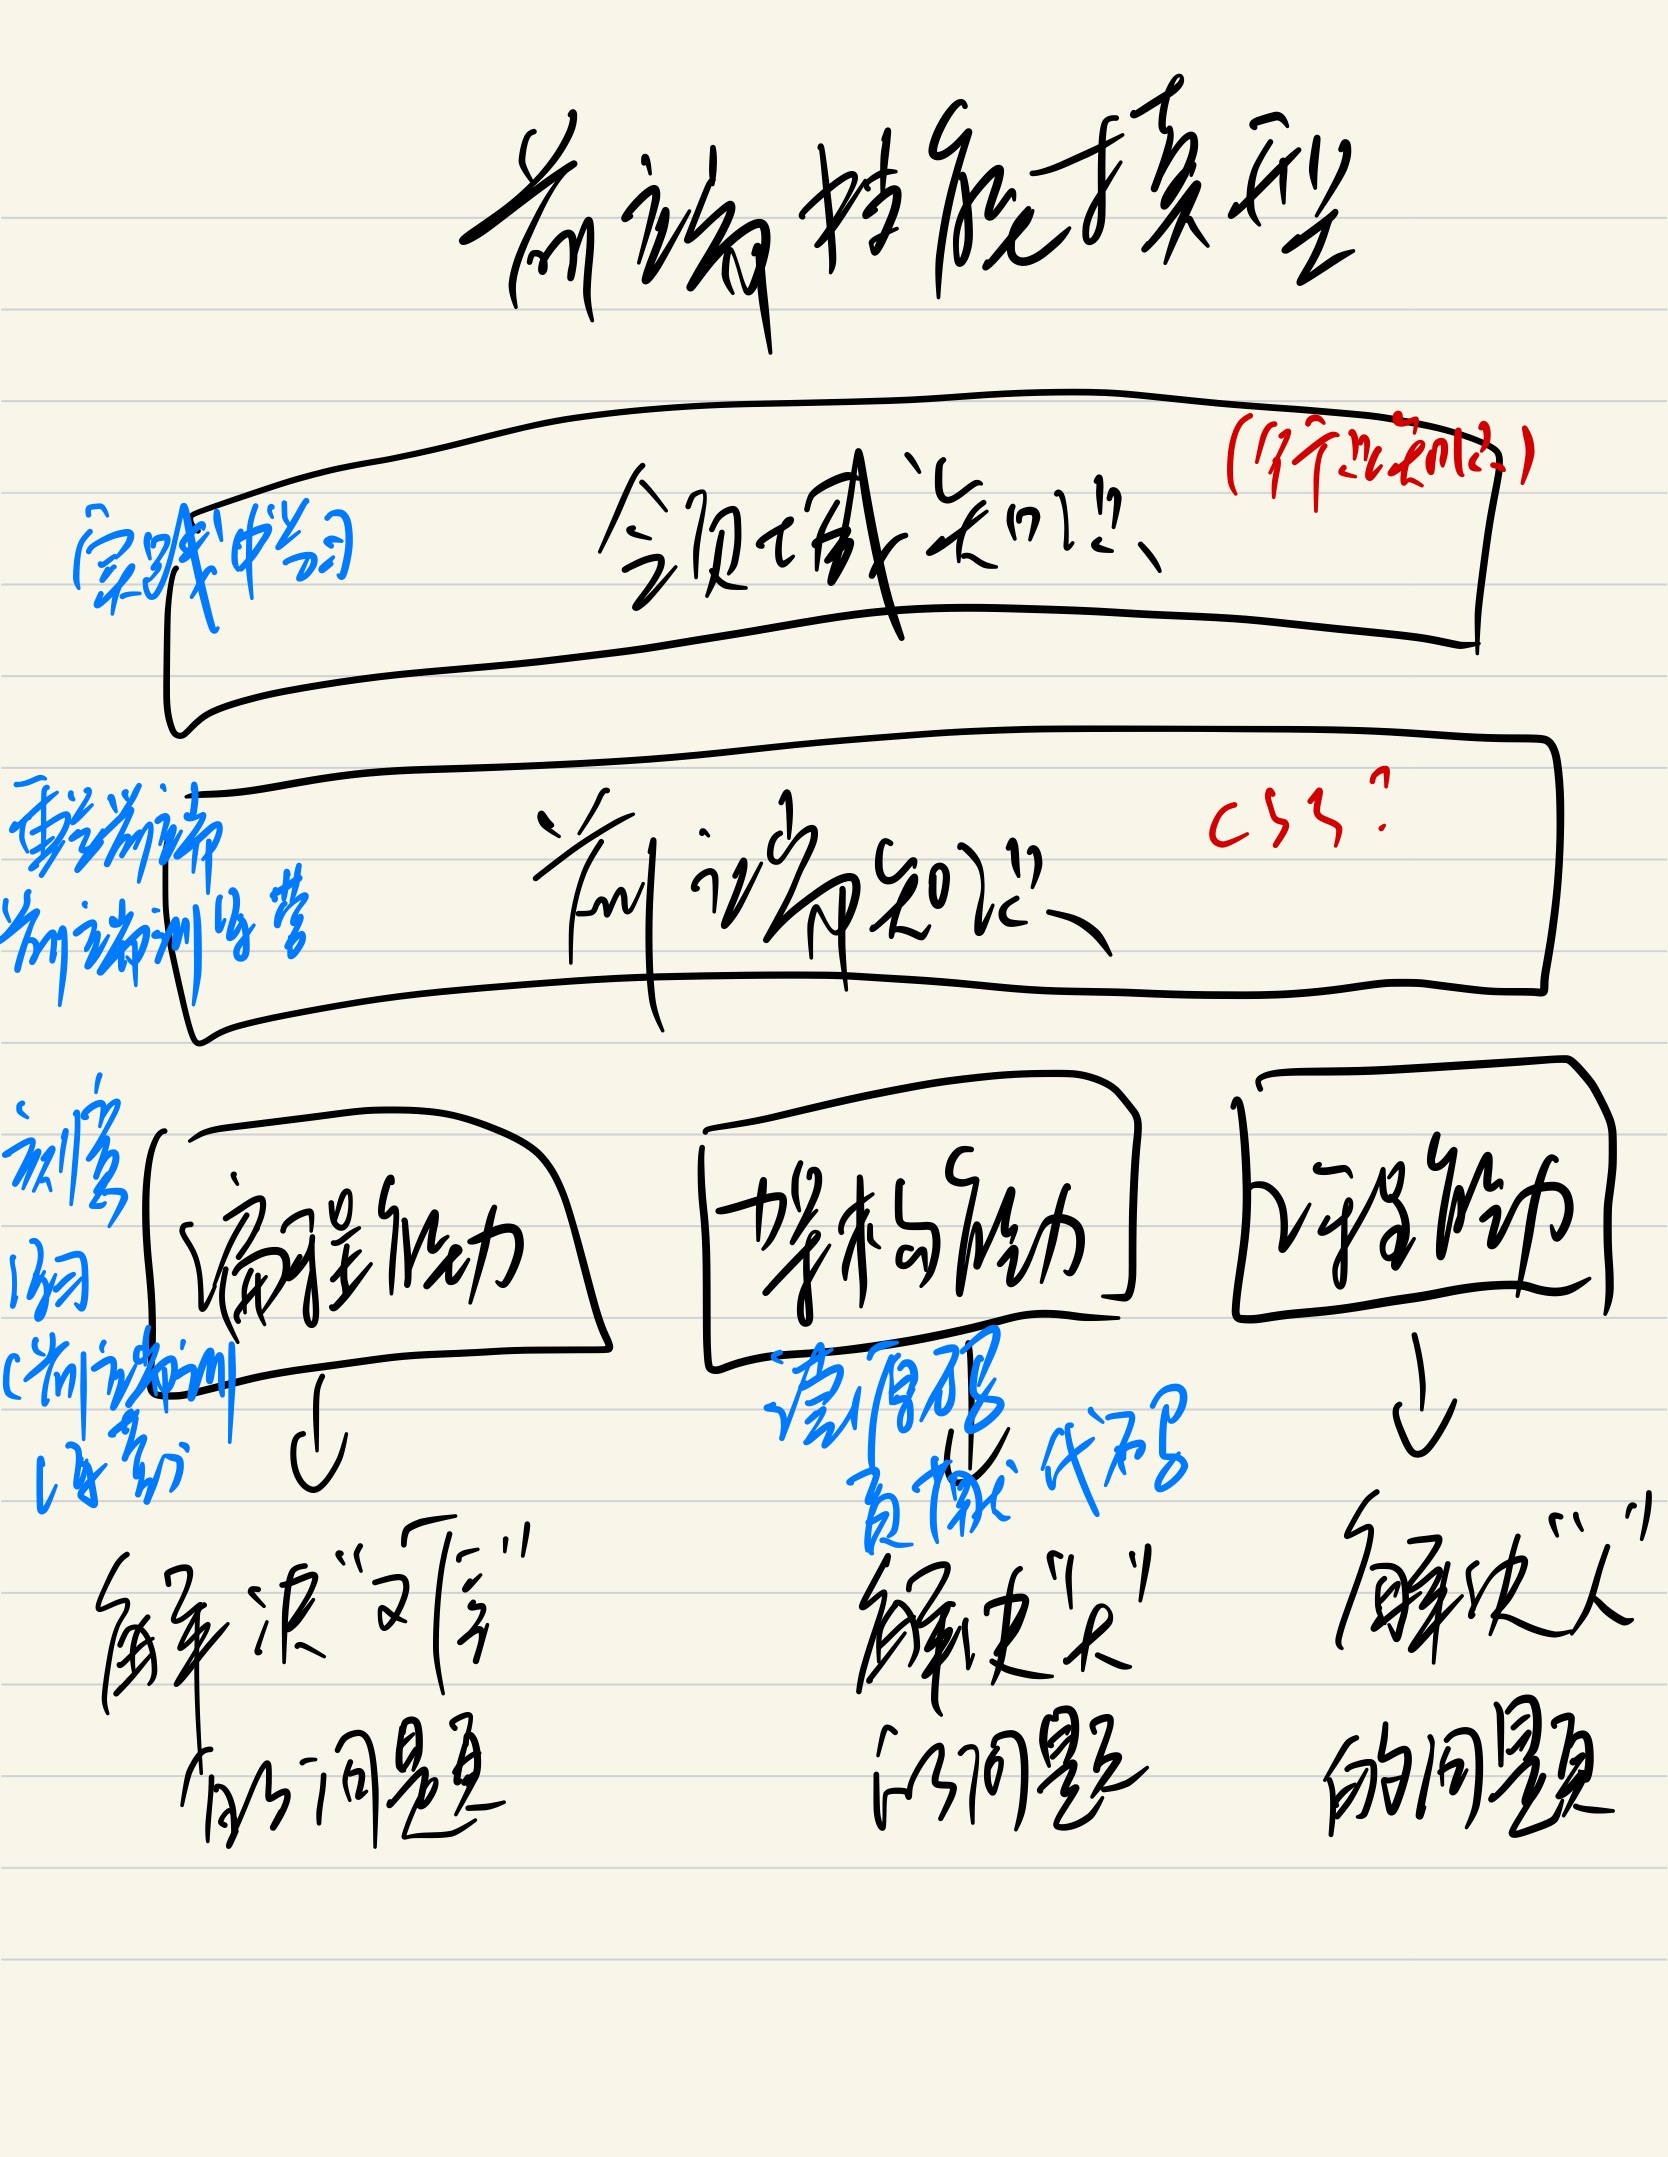 前端技能模型
(行业知识)
领域知识
(实践中学习
css?
前端知识
重学前端
前端训练营
刻意
练习
(前端训
练营)
编程能力
架构能力
工程能力
读源码
代码
解决“难”
的问题
解决“大”
的问题
解决“人”
的问题